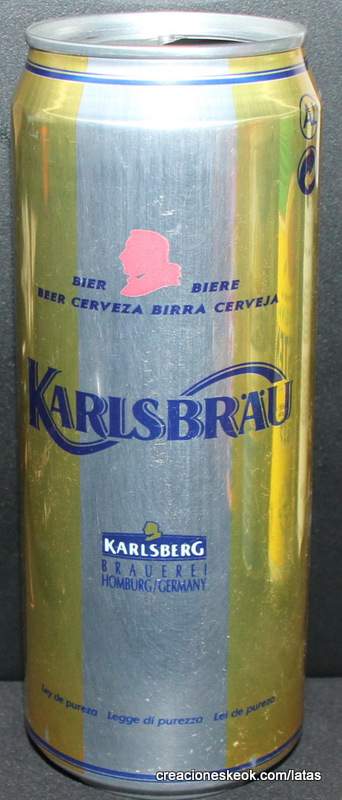 AL
BIER BIERE
BEER CERVEZA BIRRA CERVEJA
KARLSBRÄU
KARLSBERG
BRAUEREI
HOMBURG/GERMANY
Ley de pureza Legge di purezza Lei de pureza
creacioneskeok.com/latas